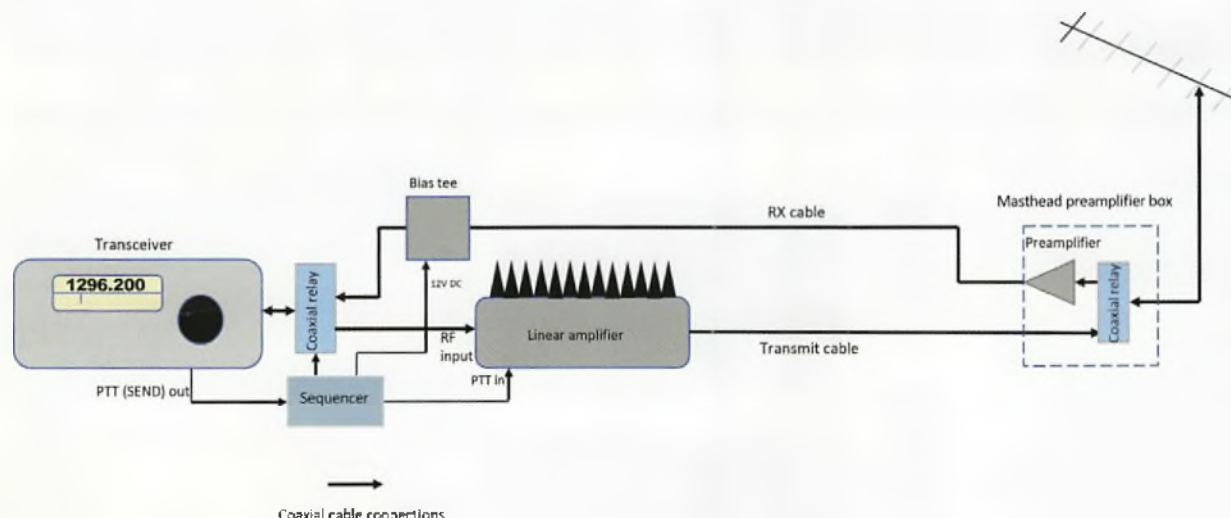 Bias tee
RX cable
Masthead preamplifier box
Transceiver
Preamplifier
1296.200
12V DC
Coaxial relay
Coaxial relay
Linear amplifier
RF
input
Transmit cable
PTT in
PTT (SEND) out
Sequencer
Coaxial cable connections